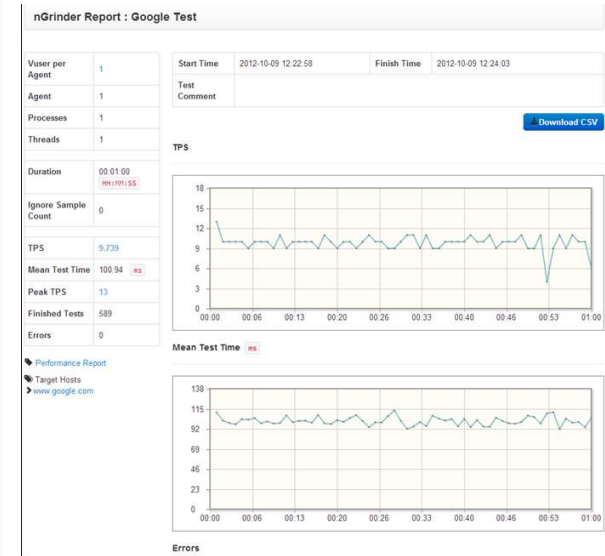 nGrinder Report : Google Test
Vuser per Agent 1
Agent 1
Processes 1
Threads 1
Duration 00:01:00
HH:MM:SS
Ignore Sample Count 0
TPS 9.739
Mean Test Time 100.94 ms
Peak TPS 13
Finished Tests 589
Errors 0
Performance Report
Target Hosts
www.google.com
Start Time 2012-10-09 12:22:58 Finish Time 2012-10-09 12:24:03
Test Comment
Download CSV
TPS
18
15
12
9
6
3
0
00:00 00:06 00:13 00:20 00:26 00:33 00:40 00:46 00:53 01:00
Mean Test Time ms
138
115
92
69
46
23
0
00:00 00:06 00:13 00:20 00:26 00:33 00:40 00:46 00:53 01:00
Errors